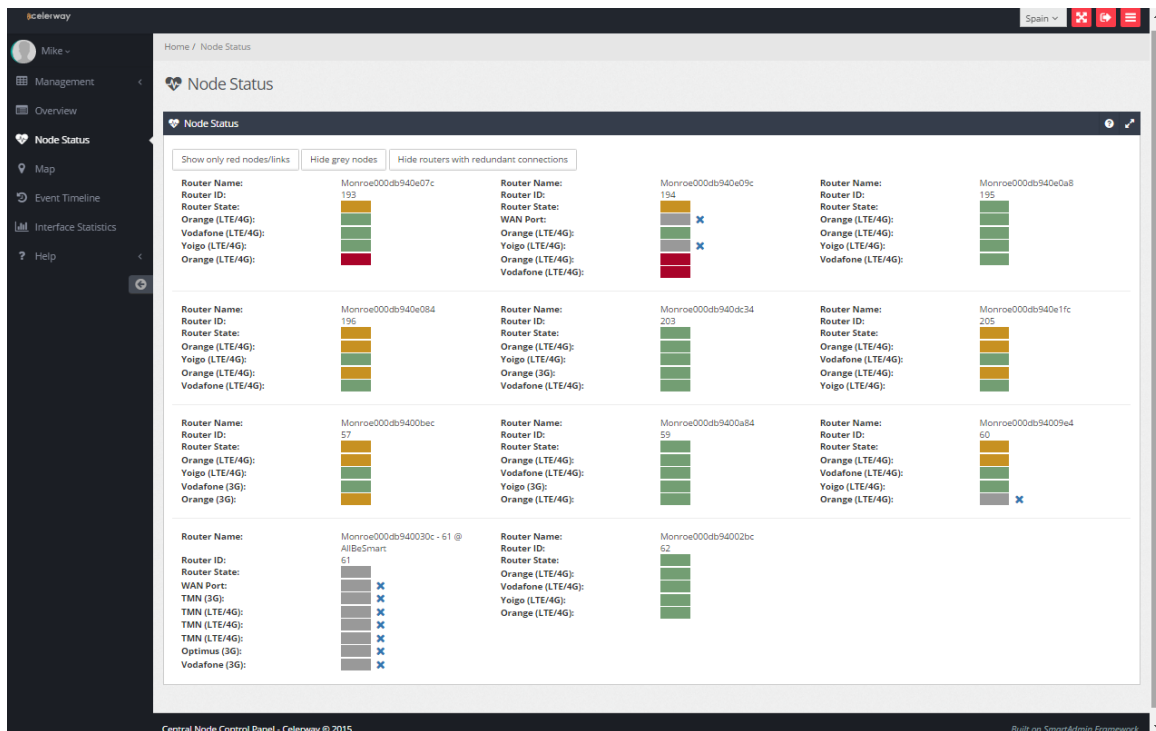 celerway
Spain
Mike
Home / Node Status
Management
Overview
Node Status
Map
Event Timeline
Interface Statistics
Help
Node Status
Node Status
Show only red nodes/links Hide grey nodes Hide routers with redundant connections
Router Name: Monroe000db940e07c
Router ID: 193
Router State:
Orange (LTE/4G):
Vodafone (LTE/4G):
Yoigo (LTE/4G):
Orange (LTE/4G):
Router Name: Monroe000db940e09c
Router ID: 194
Router State:
WAN Port:
Orange (LTE/4G):
Yoigo (LTE/4G):
Orange (LTE/4G):
Vodafone (LTE/4G):
Router Name: Monroe000db940e0a8
Router ID: 195
Router State:
Orange (LTE/4G):
Orange (LTE/4G):
Yoigo (LTE/4G):
Vodafone (LTE/4G):
Router Name: Monroe000db940e084
Router ID: 196
Router State:
Orange (LTE/4G):
Yoigo (LTE/4G):
Orange (LTE/4G):
Vodafone (LTE/4G):
Router Name: Monroe000db940dc34
Router ID: 203
Router State:
Orange (LTE/4G):
Yoigo (LTE/4G):
Orange (3G):
Vodafone (LTE/4G):
Router Name: Monroe000db940e1fc
Router ID: 205
Router State:
Orange (LTE/4G):
Vodafone (LTE/4G):
Orange (LTE/4G):
Yoigo (LTE/4G):
Router Name: Monroe000db9400bec
Router ID: 57
Router State:
Orange (LTE/4G):
Yoigo (LTE/4G):
Vodafone (3G):
Orange (3G):
Router Name: Monroe000db9400a84
Router ID: 59
Router State:
Orange (LTE/4G):
Vodafone (LTE/4G):
Yoigo (3G):
Orange (LTE/4G):
Router Name: Monroe000db94009e4
Router ID: 60
Router State:
Orange (LTE/4G):
Vodafone (LTE/4G):
Yoigo (LTE/4G):
Orange (LTE/4G):
Router Name: Monroe000db940030c - 61 @
AllBeSmart
Router ID: 61
Router State:
WAN Port:
TMN (3G):
TMN (LTE/4G):
TMN (LTE/4G):
TMN (LTE/4G):
Optimus (3G):
Vodafone (3G):
Router Name: Monroe000db94002bc
Router ID: 62
Router State:
Orange (LTE/4G):
Vodafone (LTE/4G):
Yoigo (LTE/4G):
Orange (LTE/4G):
Central Node Control Panel - Celerway © 2015
Built on SmartAdmin Framework